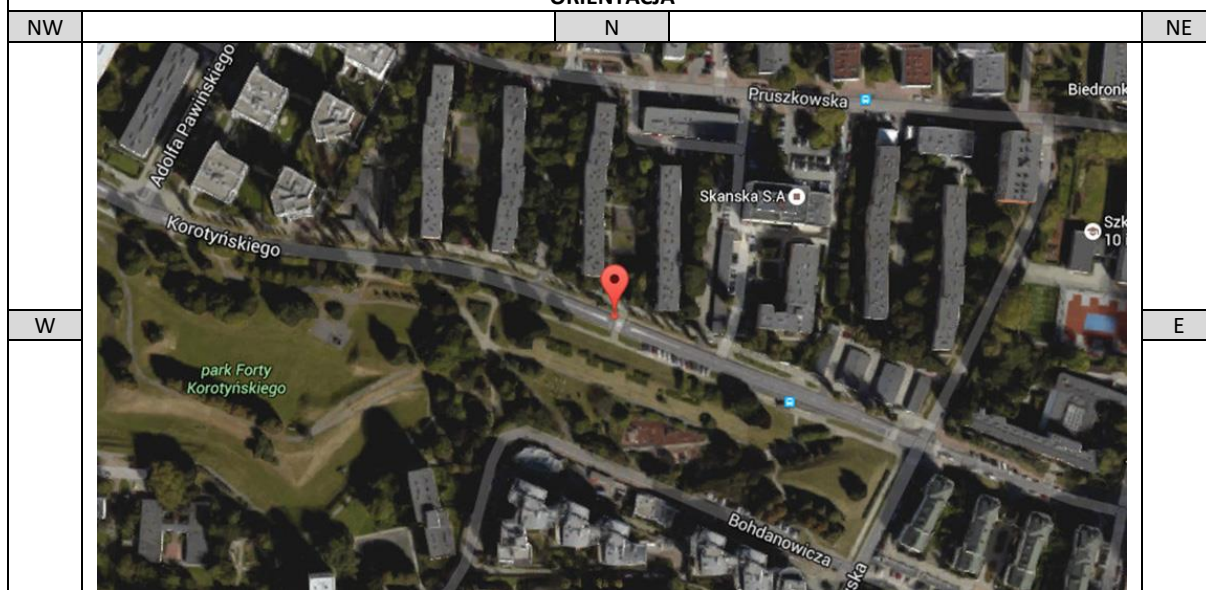 ORIENTACJA
NW N NE
Adolfa Pawińskiego
Pruszkowska
Biedronk
Skanska S.A
Korotyńskiego
Szk
10
W E
park Forty
Korotyńskiego
Bohdanowicza
ska